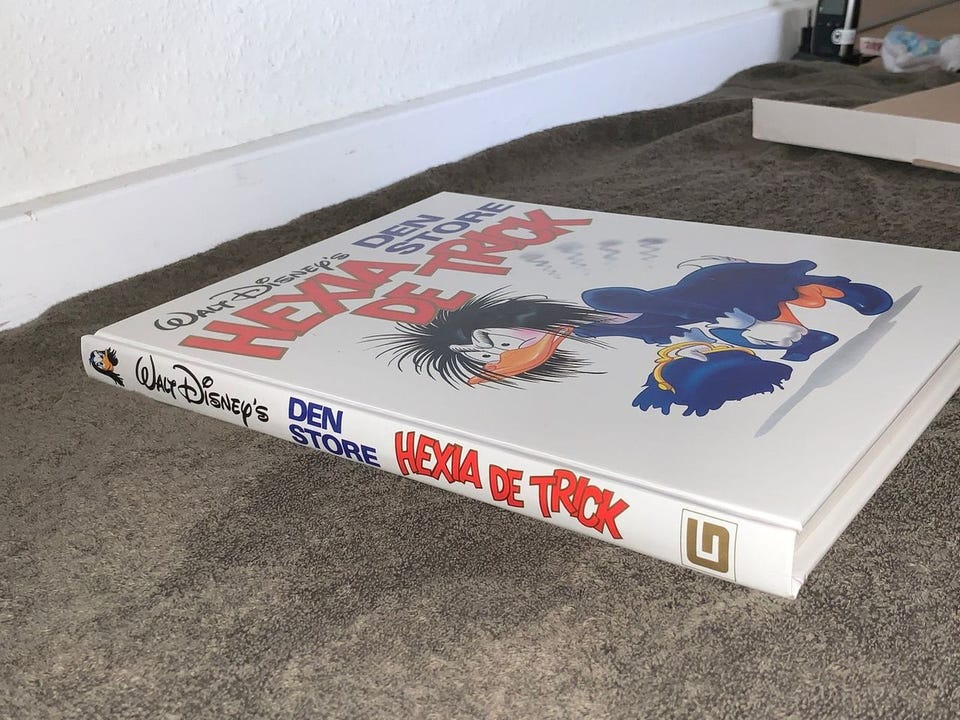 Walt Disney's
DEN
STORE
HEXIA
DE TRICK
Walt Disney's
DEN
STORE
HEXIA DE TRICK
G